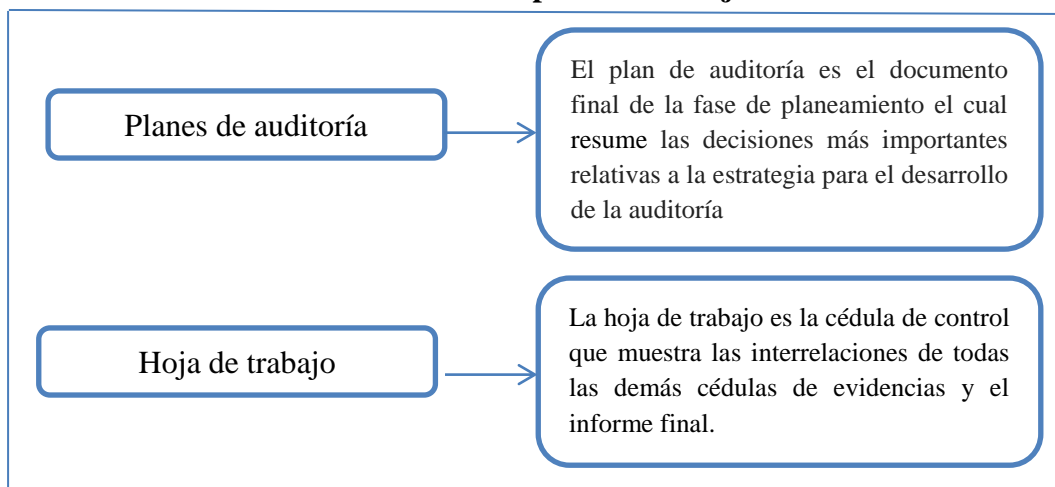 Planes de auditoría
El plan de auditoría es el documento
final de la fase de planeamiento el cual
resume las decisiones más importantes
relativas a la estrategia para el desarrollo
de la auditoría
Hoja de trabajo
La hoja de trabajo es la cédula de control
que muestra las interrelaciones de todas
las demás cédulas de evidencias y el
informe final.